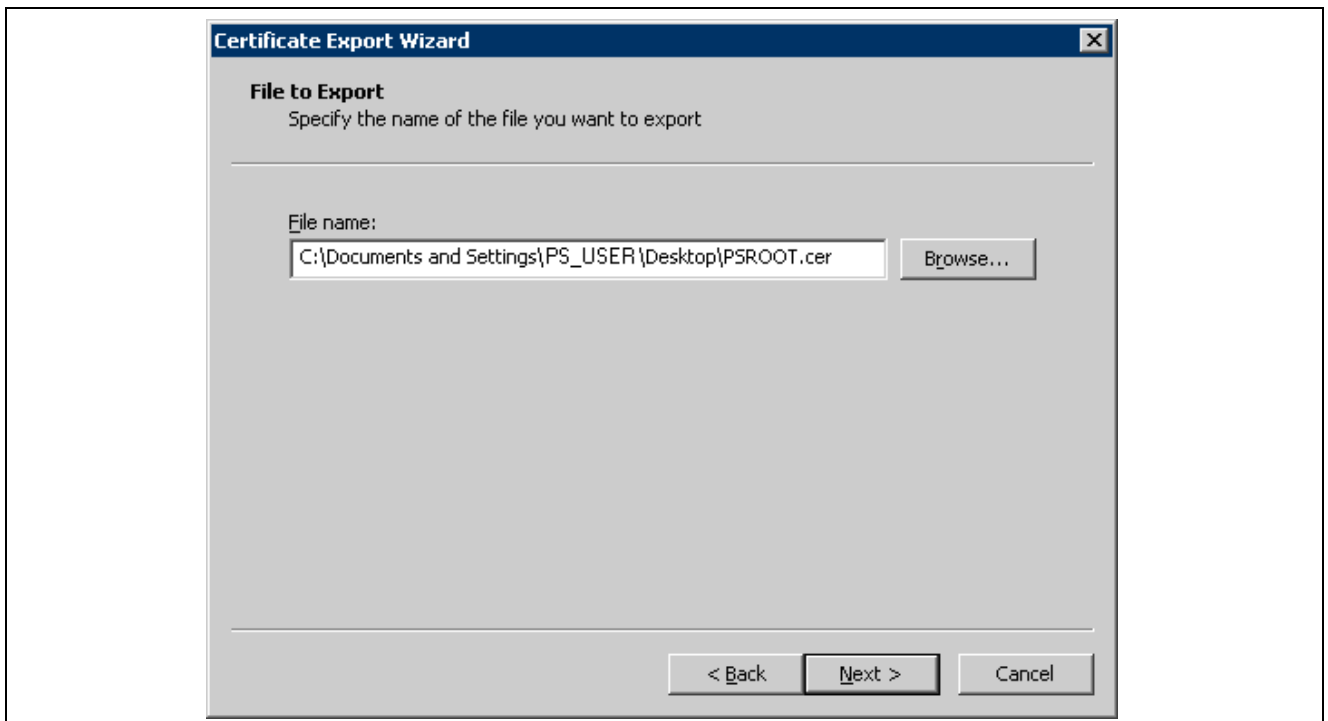 Certificate Export Wizard
File to Export
Specify the name of the file you want to export
File name:
C:\Documents and Settings\PS_USER\Desktop\PSROOT.cer
Browse...
< Back
Next >
Cancel